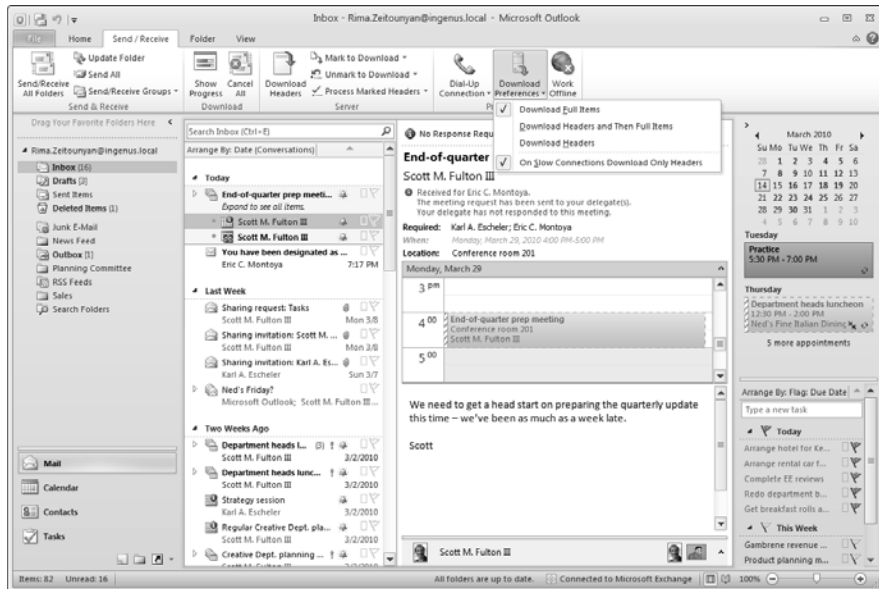 Inbox - Rima.Zeitounyan@ingenus.local - Microsoft Outlook
File Home Send / Receive Folder View
Send/Receive All Folders
Update Folder
Send All
Send/Receive Groups
Send & Receive
Show Progress
Cancel All
Download
Download Headers
Mark to Download
Unmark to Download
Process Marked Headers
Server
Dial-Up Connection
Download Preferences
Work Offline
Download Full Items
Download Headers and Then Full Items
Download Headers
On Slow Connections Download Only Headers
Drag Your Favorite Folders Here
Rima.Zeitounyan@ingenus.local
Inbox (16)
Drafts [3]
Sent Items
Deleted Items (1)
Junk E-Mail
News Feed
Outbox [1]
Planning Committee
RSS Feeds
Sales
Search Folders
Mail
Calendar
Contacts
Tasks
Search Inbox (Ctrl+E)
Arrange By: Date (Conversations)
Today
End-of-quarter prep meeti...
Expand to see all items.
Scott M. Fulton III
Scott M. Fulton III
You have been designated as ...
Eric C. Montoya 7:17 PM
Last Week
Sharing request: Tasks
Scott M. Fulton III Mon 3/8
Sharing invitation: Scott M. ...
Scott M. Fulton III Mon 3/8
Sharing invitation: Karl A. Es...
Karl A. Escheler Sun 3/7
Ned's Friday?
Microsoft Outlook; Scott M. Fulton III...
Two Weeks Ago
Department heads l... (3) !
Scott M. Fulton III 3/2/2010
Department heads lunc... !
Scott M. Fulton III 3/2/2010
Strategy session
Karl A. Escheler 3/2/2010
Regular Creative Dept. pla...
Scott M. Fulton III 3/2/2010
Creative Dept. planning ... !
Scott M. Fulton III 3/2/2010
No Response Requ
End-of-quarter
Scott M. Fulton III
Received for Eric C. Montoya.
The meeting request has been sent to your delegate(s).
Your delegate has not responded to this meeting.
Required: Karl A. Escheler; Eric C. Montoya
When: Monday, March 29, 2010 4:00 PM-5:00 PM
Location: Conference room 201
Monday, March 29
3 pm
4 00
End-of-quarter prep meeting
Conference room 201
Scott M. Fulton III
5 00
We need to get a head start on preparing the quarterly update
this time – we've been as much as a week late.
Scott
Scott M. Fulton III
March 2010
Su Mo Tu We Th Fr Sa
28 1 2 3 4 5 6
7 8 9 10 11 12 13
14 15 16 17 18 19 20
21 22 23 24 25 26 27
28 29 30 31 1 2 3
4 5 6 7 8 9 10
Tuesday
Practice
5:30 PM - 7:00 PM
Thursday
Department heads luncheon
12:30 PM - 2:00 PM
Ned's Fine Italian Dining
5 more appointments
Arrange By: Flag: Due Date
Type a new task
Today
Arrange hotel for Ke...
Arrange rental car f...
Complete EE reviews
Redo department b...
Get breakfast rolls a...
This Week
Gambrene revenue ...
Product planning m...
Items: 82 Unread: 16 All folders are up to date. Connected to Microsoft Exchange 100%